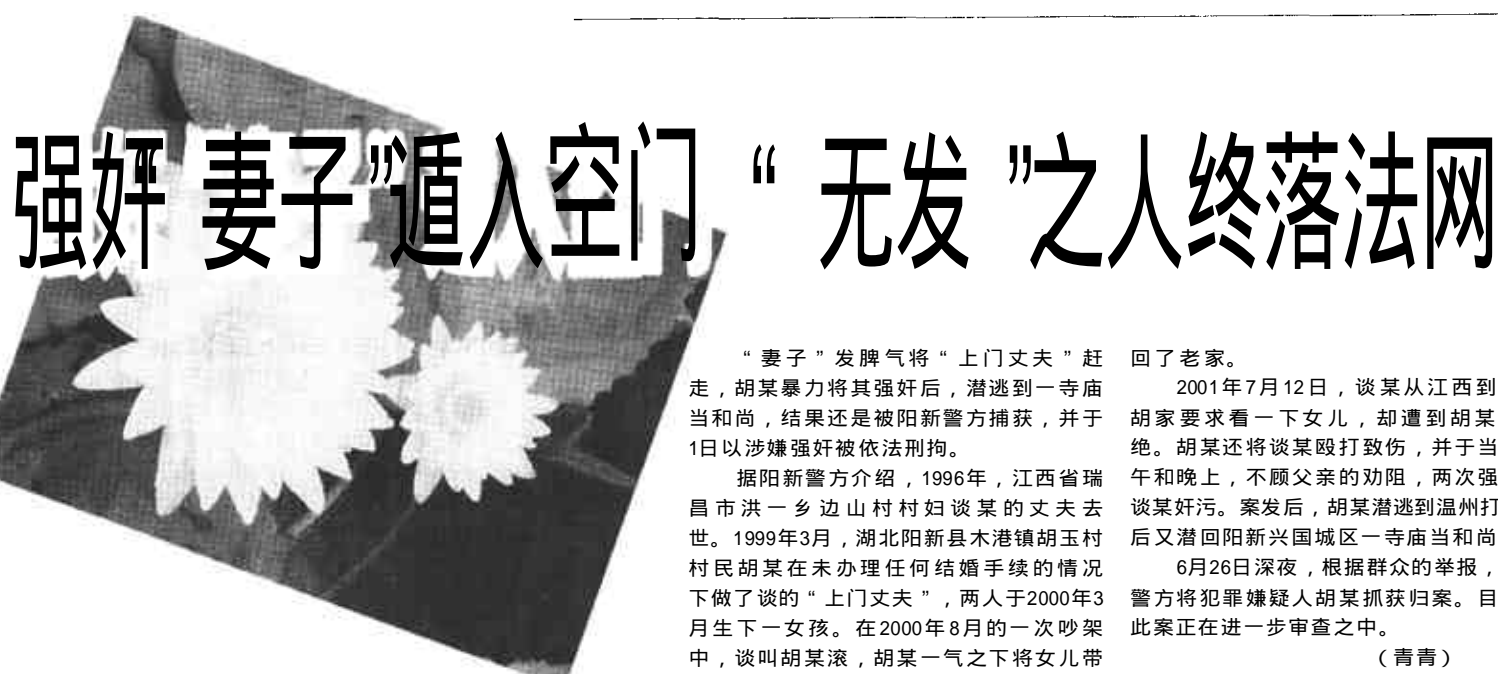 强奸“妻子”遁入空门 “无发”之人终落法网
“妻子”发脾气将“上门丈夫”赶
走，胡某暴力将其强奸后，潜逃到一寺庙
当和尚，结果还是被阳新警方捕获，并于
1日以涉嫌强奸被依法刑拘。
据阳新警方介绍，1996年，江西省瑞
昌市洪一乡边山村村妇谈某的丈夫去
世。1999年3月，湖北阳新县木港镇胡玉村
村民胡某在未办理任何结婚手续的情况
下做了谈的“上门丈夫”，两人于2000年3
月生下一女孩。在2000年8月的一次吵架
中，谈叫胡某滚，胡某一气之下将女儿带
回了老家。
2001年7月12日，谈某从江西到
胡家要求看一下女儿，却遭到胡某
绝。胡某还将谈某殴打致伤，并于当
午和晚上，不顾父亲的劝阻，两次强
谈某奸污。案发后，胡某潜逃到温州打
后又潜回阳新兴国城区一寺庙当和尚
6月26日深夜，根据群众的举报，
警方将犯罪嫌疑人胡某抓获归案。目
此案正在进一步审查之中。
（青青）